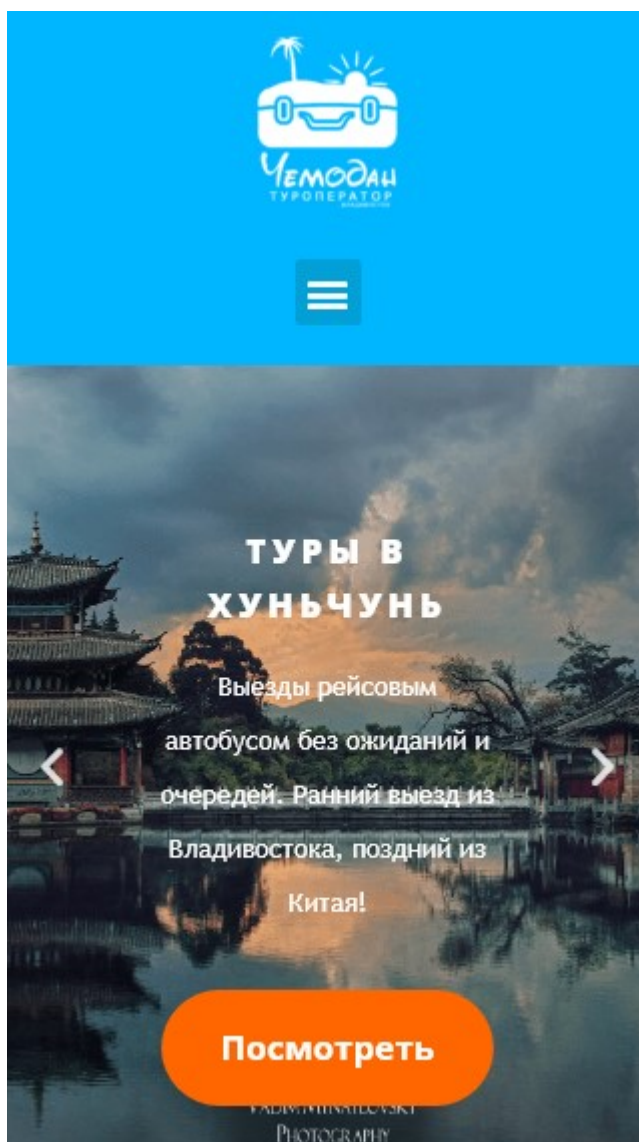 Чемодан
ТУРОПЕРАТОР
ВЛАДИВОСТОК
ТУРЫ В
ХУНЬЧУНЬ
Выезды рейсовым
автобусом без ожиданий и
очередей. Ранний выезд из
Владивостока, поздний из
Китая!
Посмотреть
PHOTOGRAPHY